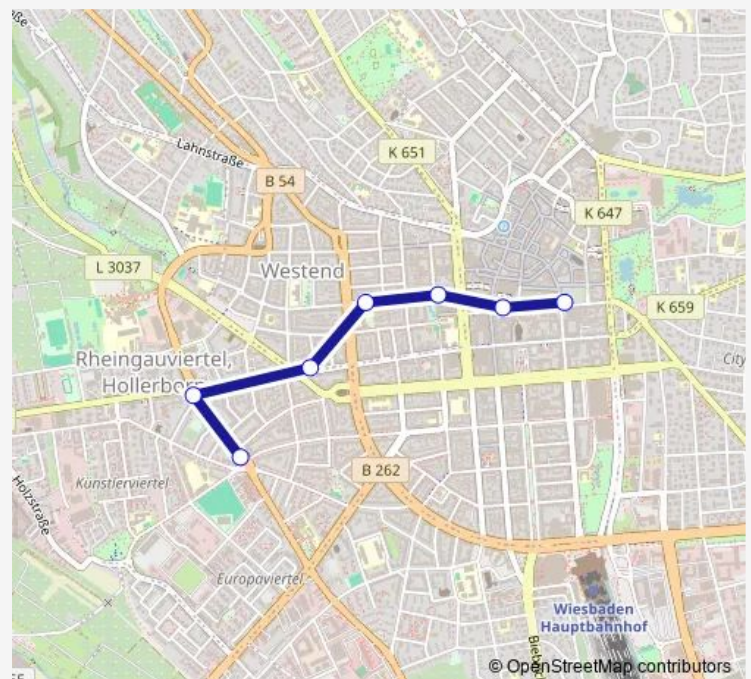 Lahnstraße
K 651
B 54
K 647
L 3037
Westend
K 659
Rheingauviertel,
Hollerborn
City
B 262
Künstlerviertel
Holzstraße
Europaviertel
Wiesbaden
Hauptbahnhof
© OpenStreetMap contributors